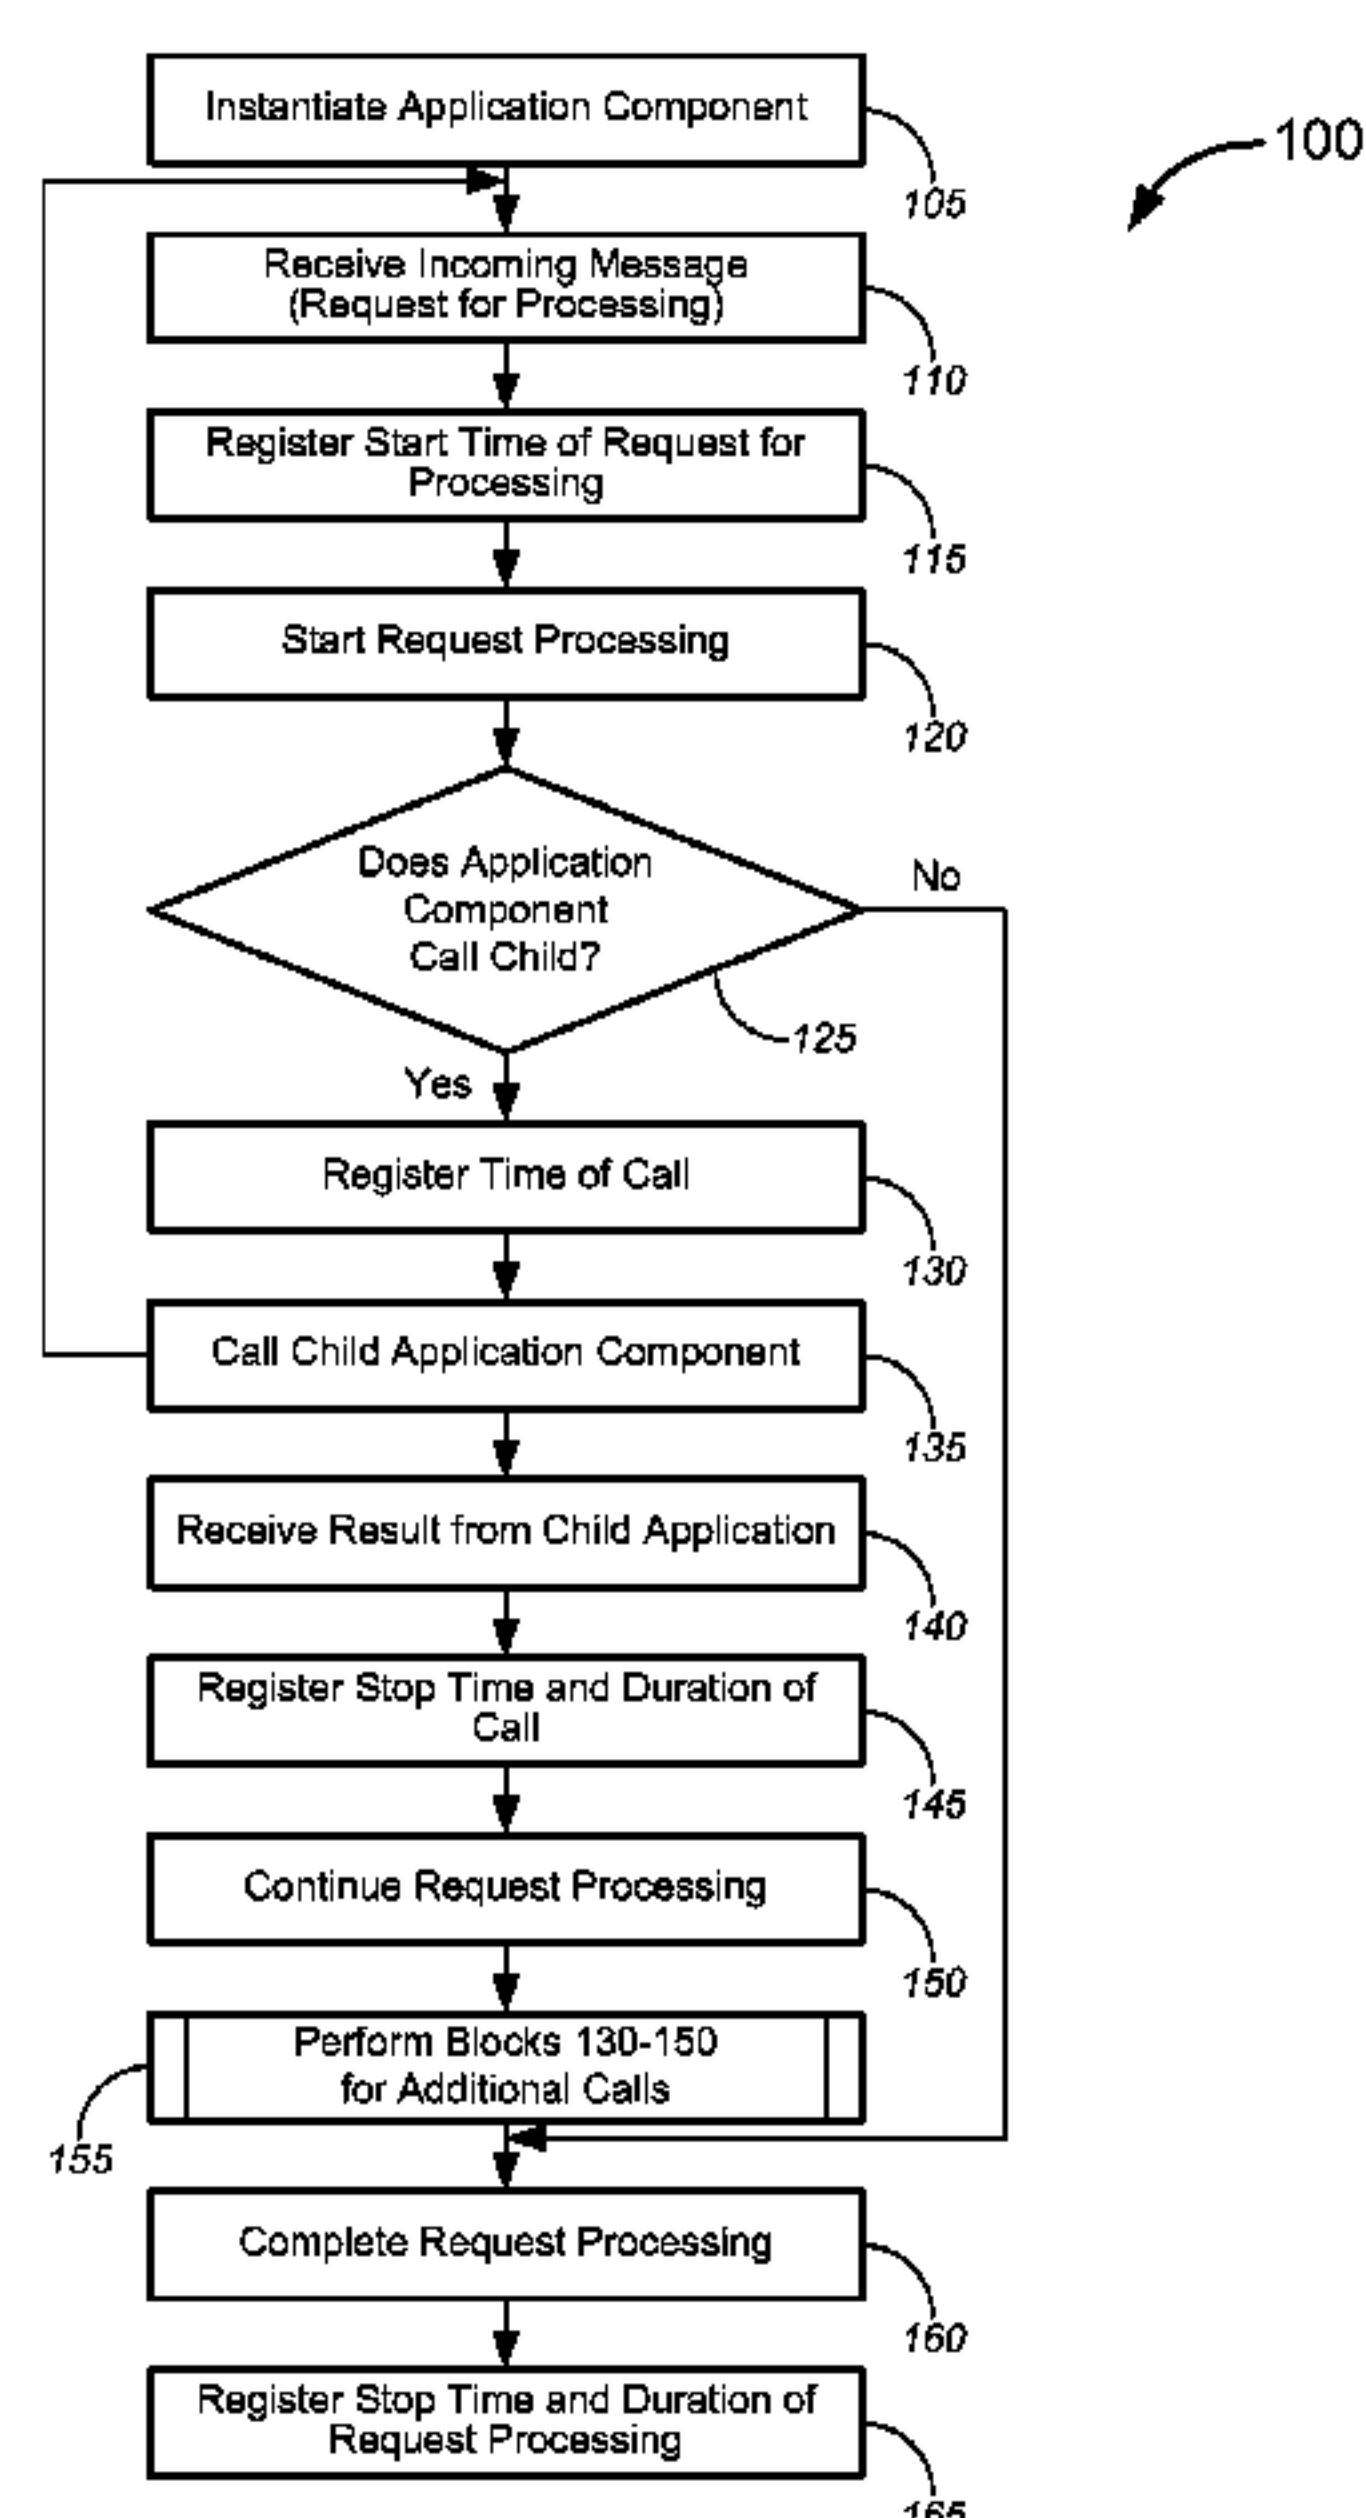 Instantiate Application Component
105
100
Receive Incoming Message
(Request for Processing)
110
Register Start Time of Request for
Processing
115
Start Request Processing
120
Does Application
Component
Call Child?
No
125
Yes
Register Time of Call
130
Call Child Application Component
135
Receive Result from Child Application
140
Register Stop Time and Duration of
Call
145
Continue Request Processing
150
Perform Blocks 130-150
for Additional Calls
155
Complete Request Processing
160
Register Stop Time and Duration of
Request Processing
165